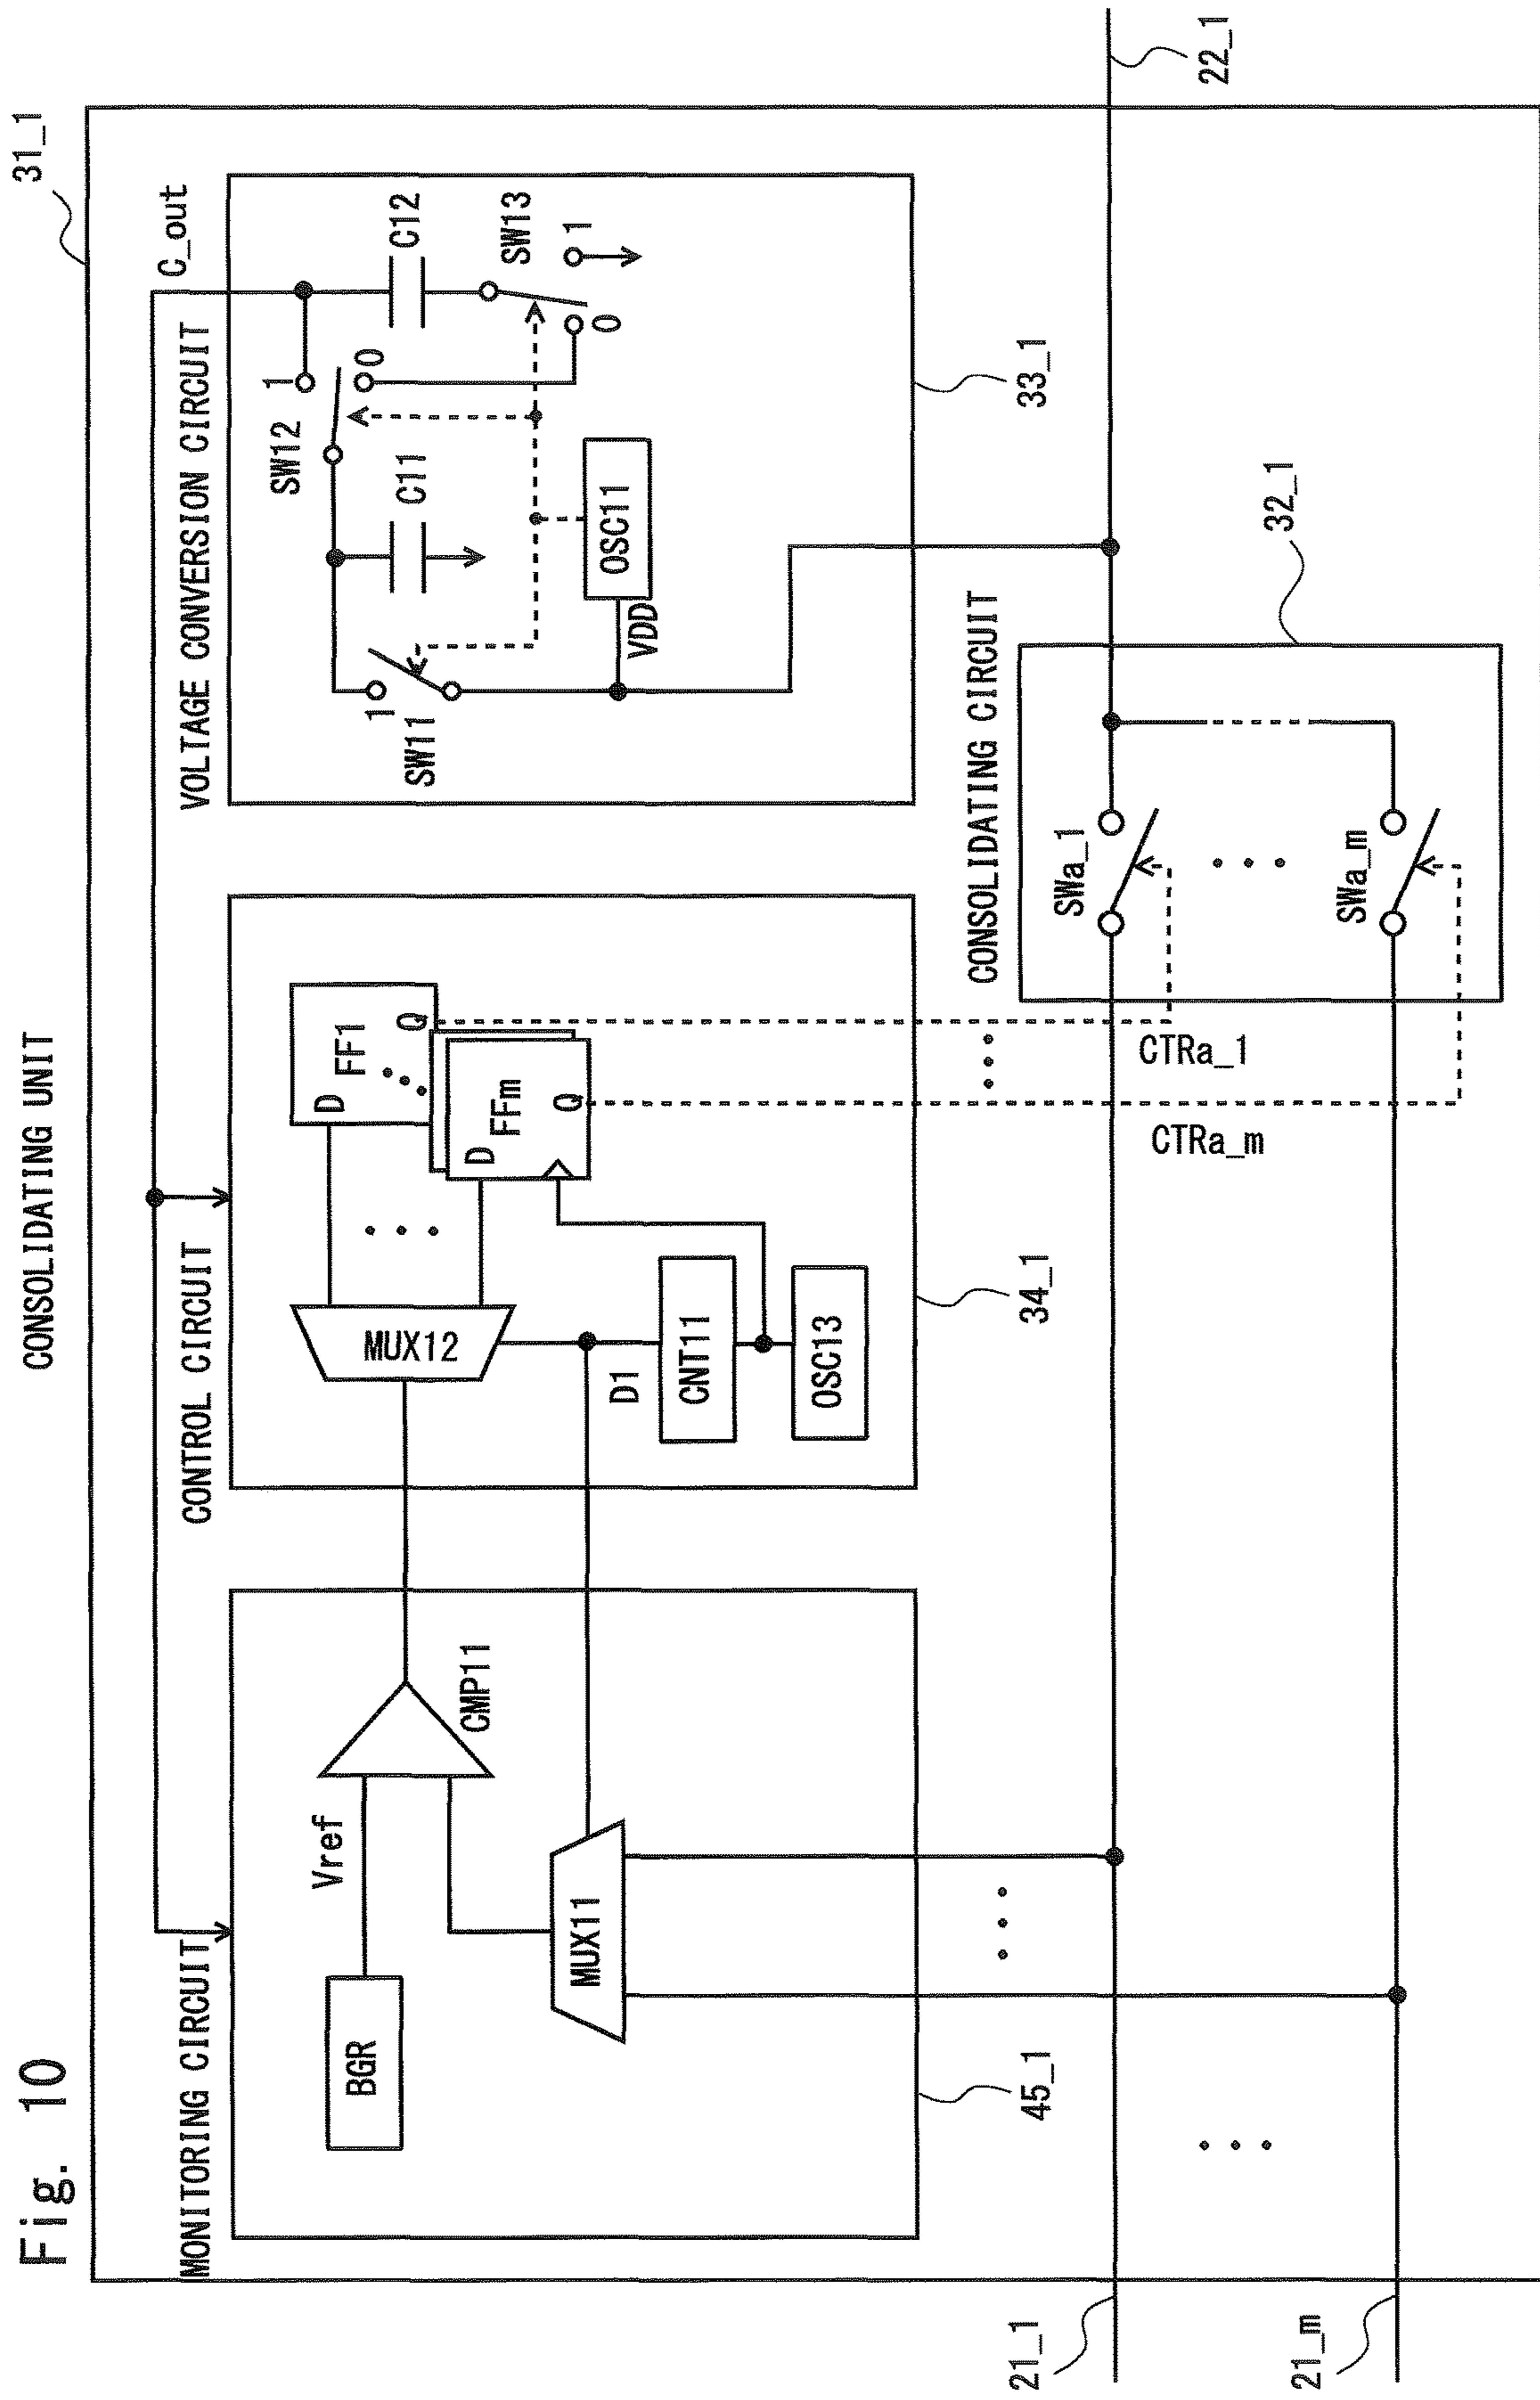 Fig. 10
CONSOLIDATING UNIT
31_1
MONITORING CIRCUIT
CONTROL CIRCUIT
VOLTAGE CONVERSION CIRCUIT
C_out
BGR
Vref
CMP11
MUX11
45_1
MUX12
D
FF1
Q
D
FFm
Q
D1
CNT11
OSC13
34_1
1
SW11
C11
SW12
1
0
C12
SW13
0
1
OSC11
VDD
33_1
CONSOLIDATING CIRCUIT
32_1
SWa_1
SWa_m
CTRa_1
CTRa_m
21_1
21_m
22_1